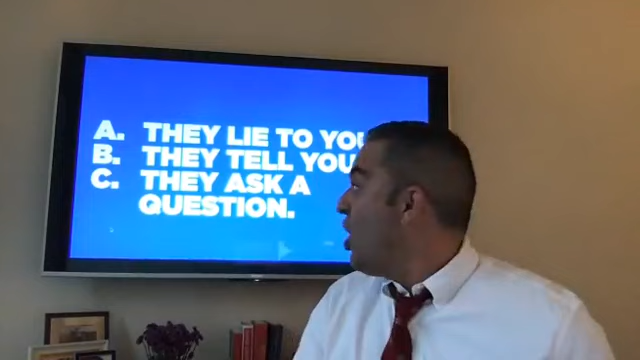 A. THEY LIE TO YOU
B. THEY TELL YOU
C. THEY ASK A
QUESTION.